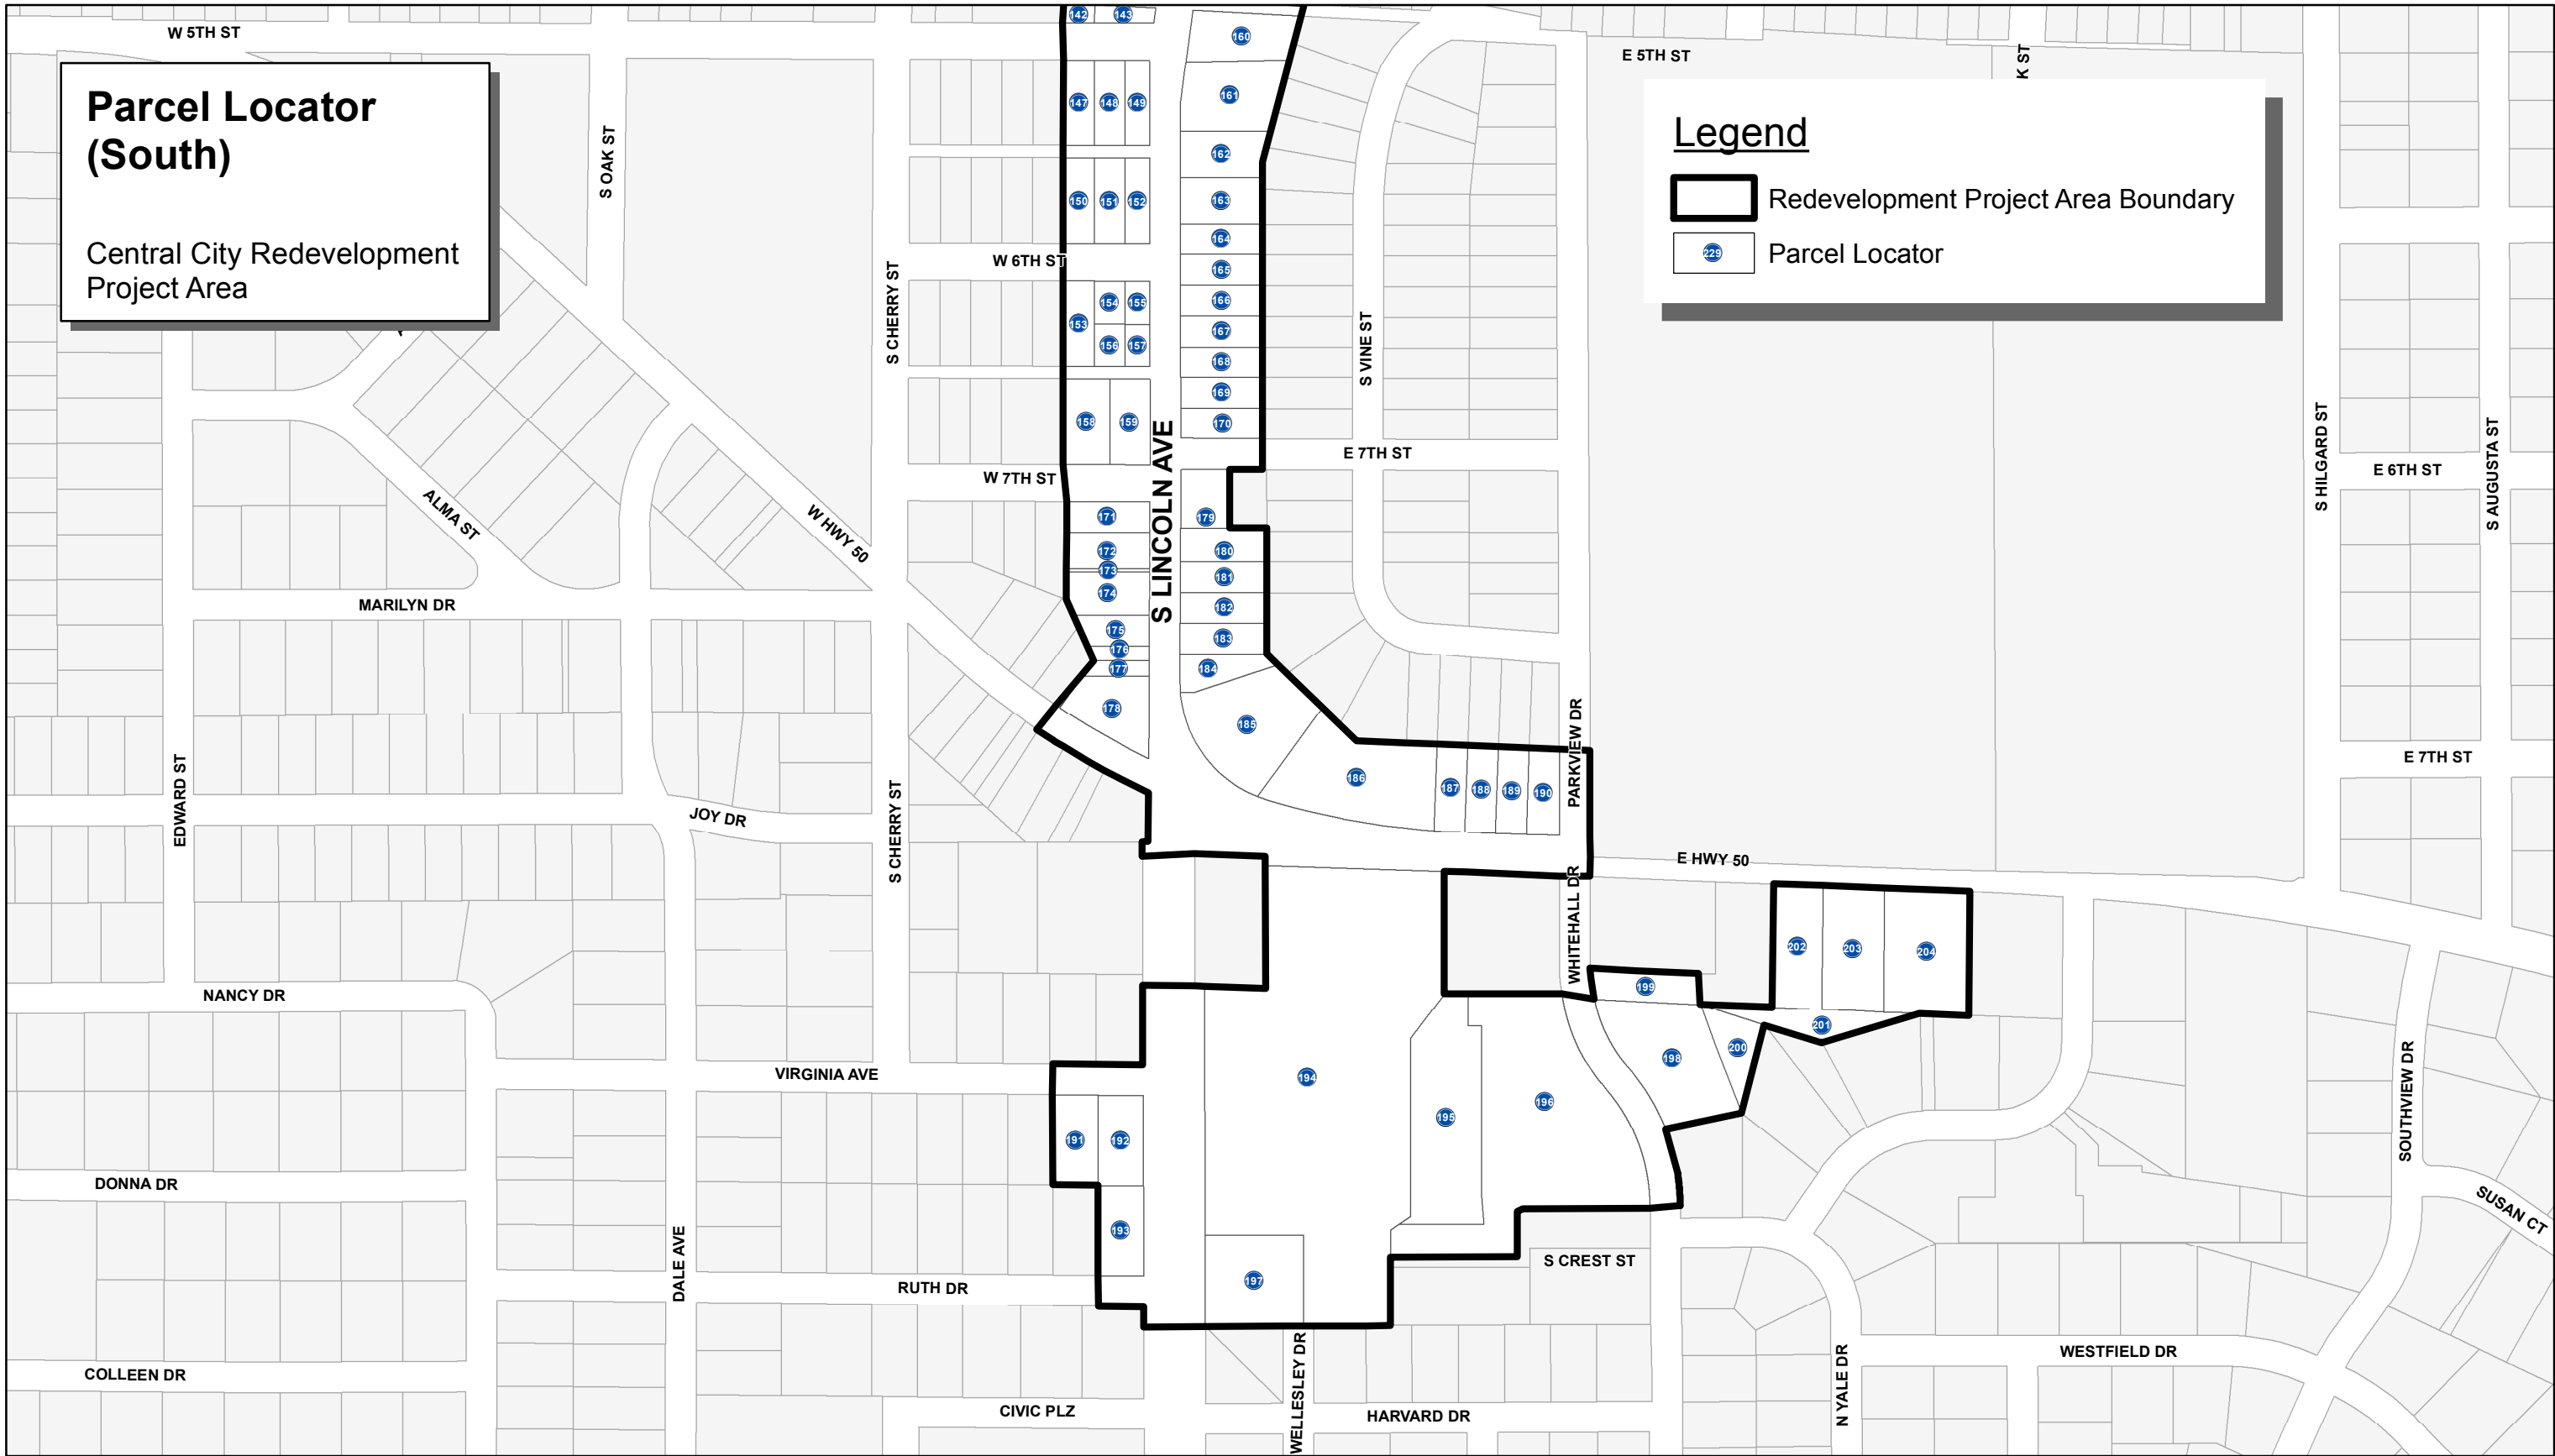 142
143
W 5TH ST
160
E 5TH ST
K ST
Parcel Locator
(South)
Central City Redevelopment
Project Area
Legend
Redevelopment Project Area Boundary
229
Parcel Locator
161
147
148
149
S OAK ST
162
150
151
152
163
164
W 6TH ST
165
S CHERRY ST
154
155
166
153
167
156
157
S VINE ST
168
169
158
159
170
S LINCOLN AVE
E 7TH ST
S HILGARD ST
E 6TH ST
S AUGUSTA ST
W 7TH ST
ALMA ST
W HWY 50
171
179
172
180
173
181
174
182
MARILYN DR
175
183
176
177
184
178
185
PARKVIEW DR
E 7TH ST
186
187
188
189
190
EDWARD ST
JOY DR
S CHERRY ST
E HWY 50
WHITEHALL DR
202
203
204
199
NANCY DR
201
200
198
VIRGINIA AVE
194
195
196
191
192
SOUTHVIEW DR
DONNA DR
SUSAN CT
193
DALE AVE
S CREST ST
197
RUTH DR
WELLESLEY DR
WESTFIELD DR
COLLEEN DR
N YALE DR
CIVIC PLZ
HARVARD DR